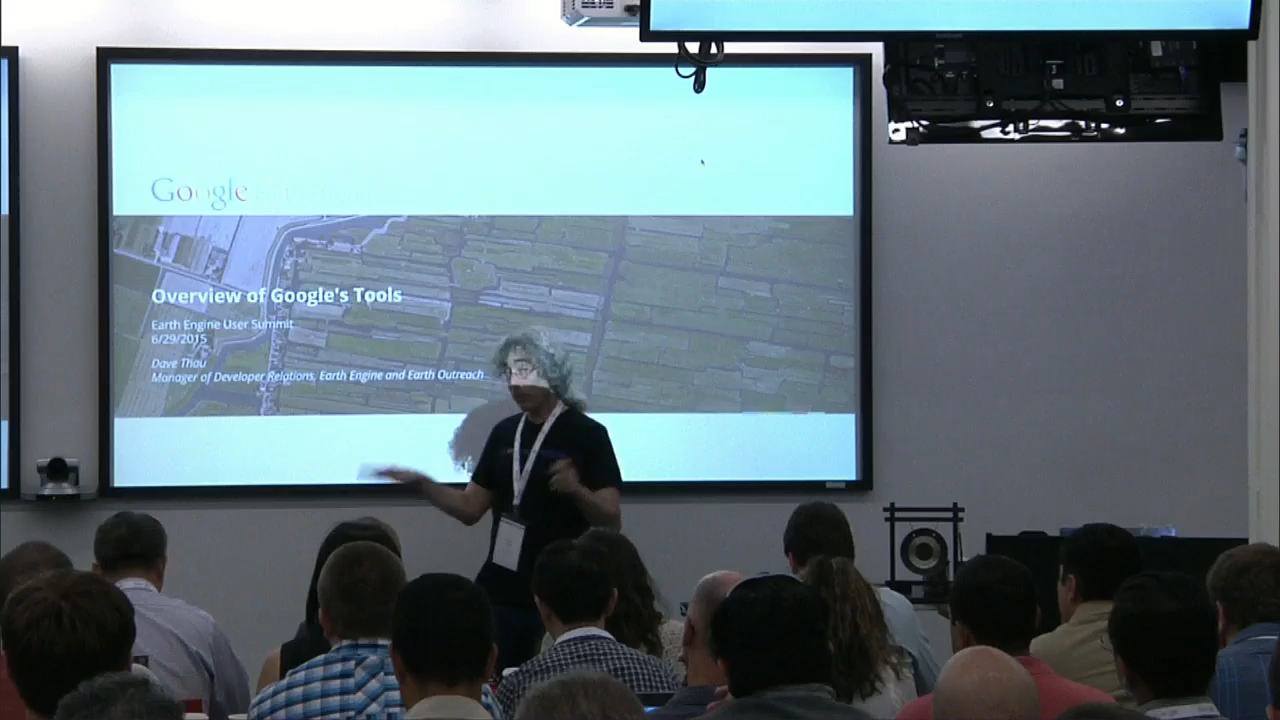 Google
Overview of Google's Tools
Earth Engine User Summit
6/29/2015
Dave Thau
Manager of Developer Relations, Earth Engine and Earth Outreach